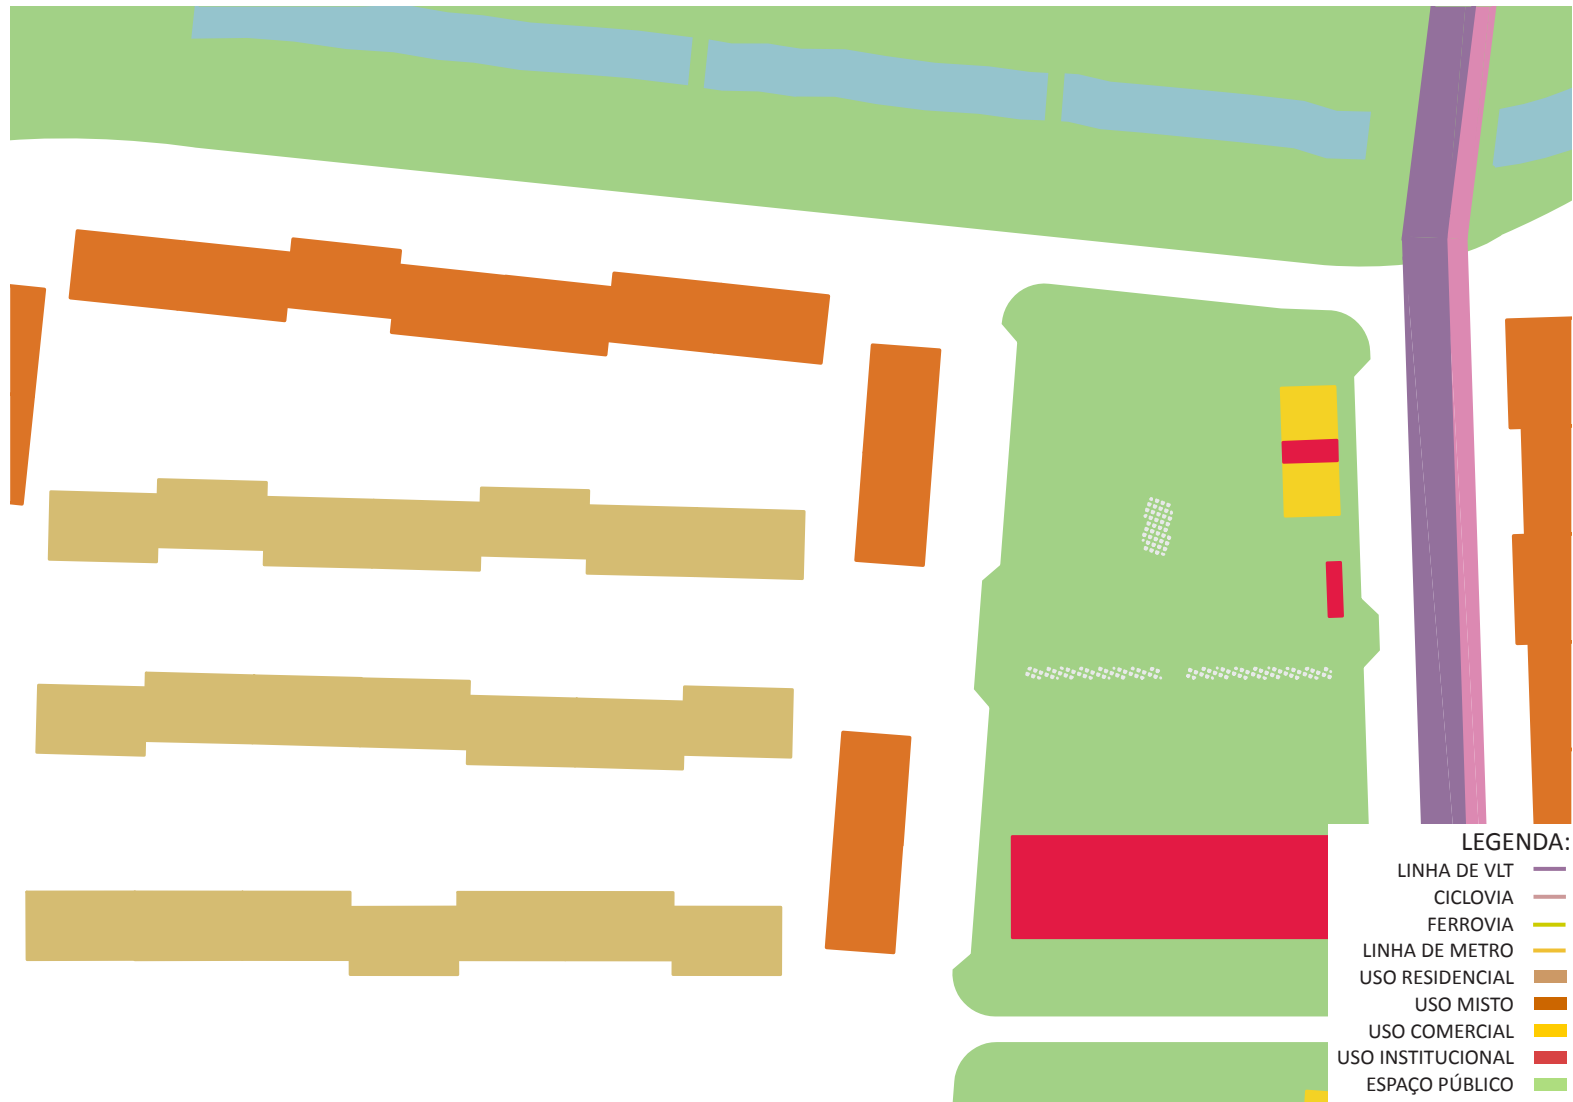 LEGENDA:
LINHA DE VLT
CICLOVIA
FERROVIA
LINHA DE METRO
USO RESIDENCIAL
USO MISTO
USO COMERCIAL
USO INSTITUCIONAL
ESPAÇO PÚBLICO